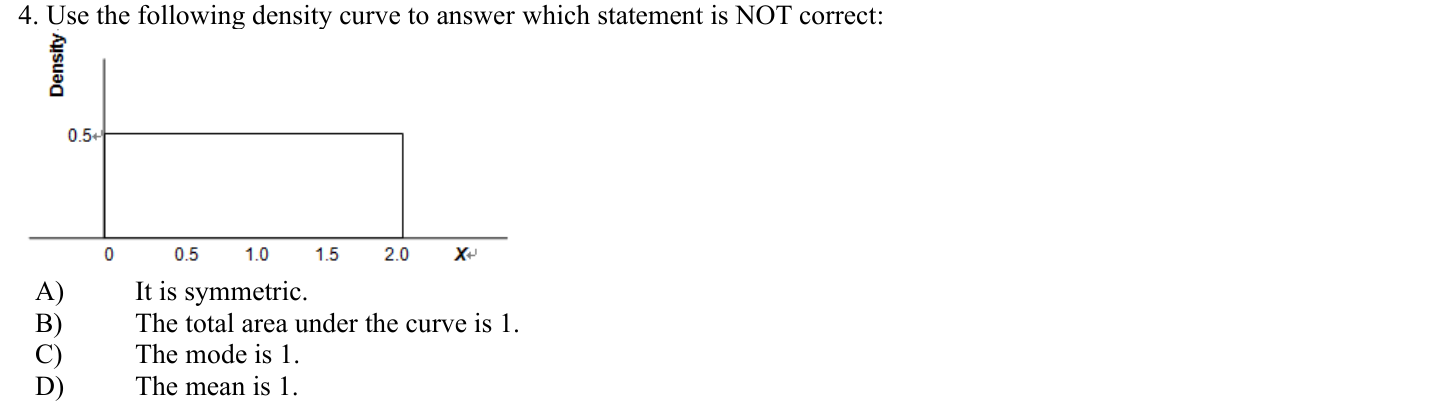 4. Use the following density curve to answer which statement is NOT correct:
Density
0.5↵
0 0.5 1.0 1.5 2.0 X↵
A) It is symmetric.
B) The total area under the curve is 1.
C) The mode is 1.
D) The mean is 1.